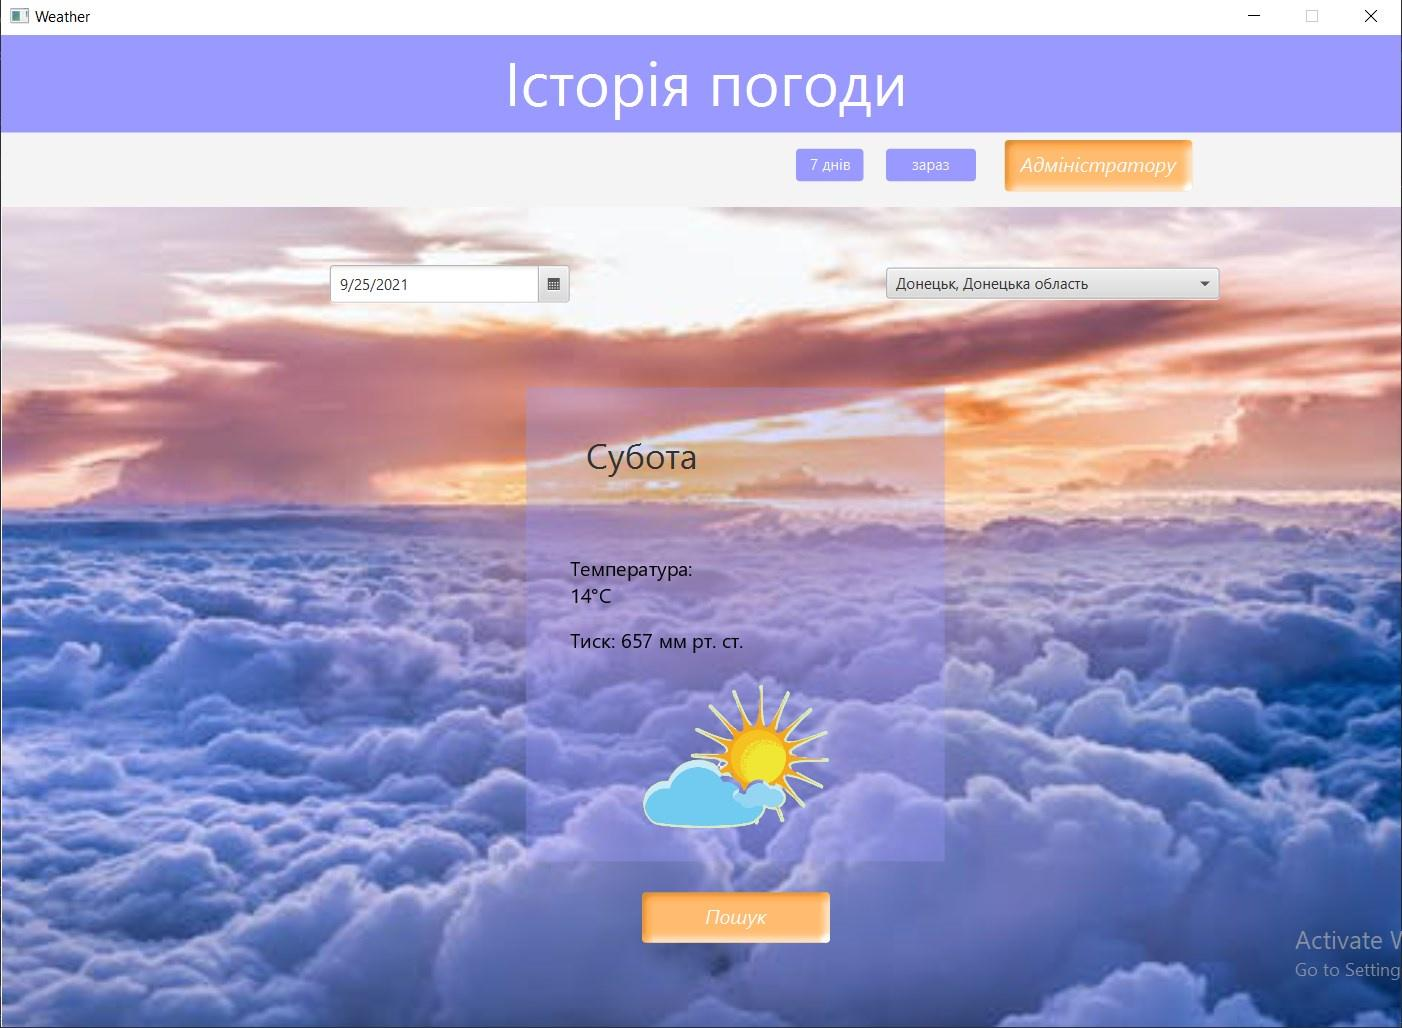 Weather
Історія погоди
7 днів
зараз
Адміністратору
9/25/2021
Донецьк, Донецька область
Субота
Температура:
14°C
Тиск: 657 мм рт. ст.
Пошук
Activate W
Go to Setting